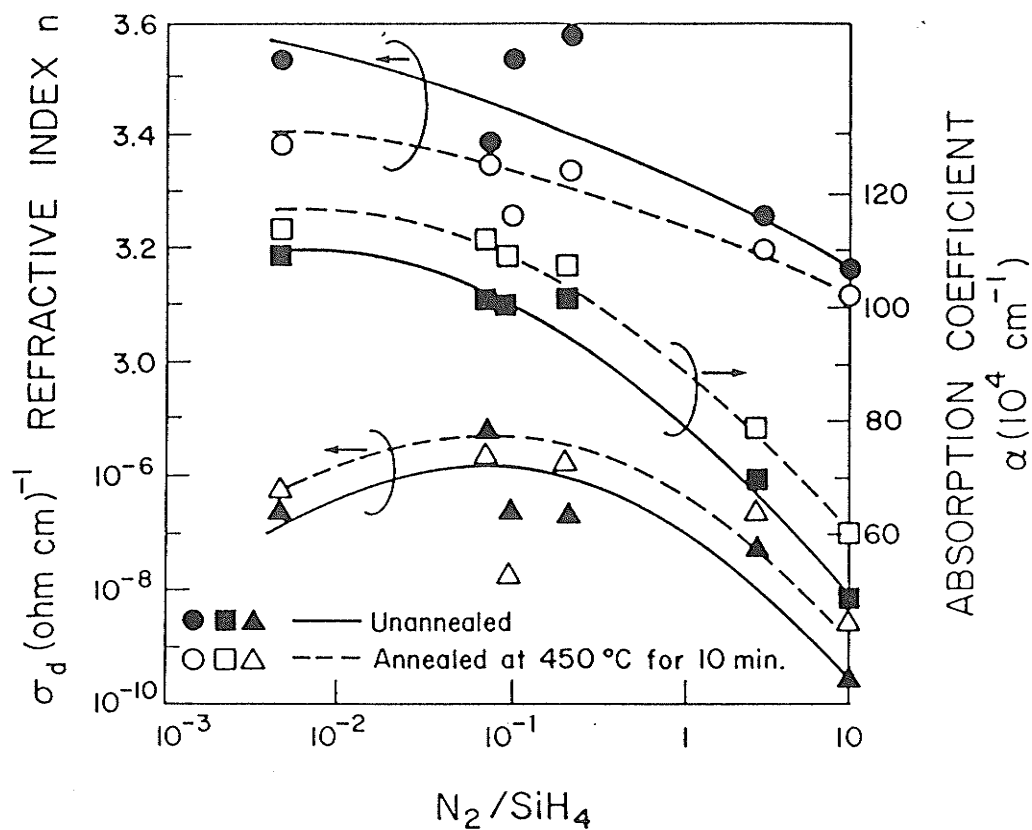 REFRACTIVE INDEX n
σd (ohm cm)⁻¹
3.6
3.4
3.2
3.0
10⁻⁶
10⁻⁸
10⁻¹⁰
120
100
80
60
ABSORPTION COEFFICIENT
α (10⁴ cm⁻¹)
Unannealed
Annealed at 450 °C for 10 min.
10⁻³ 10⁻² 10⁻¹ 1 10
N₂/SiH₄